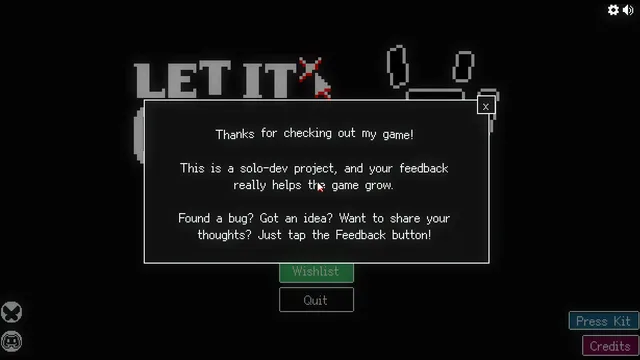 LET IT
x
Thanks for checking out my game!
This is a solo-dev project, and your feedback
really helps the game grow.
Found a bug? Got an idea? Want to share your
thoughts? Just tap the Feedback button!
Wishlist
Quit
Press Kit
Credits